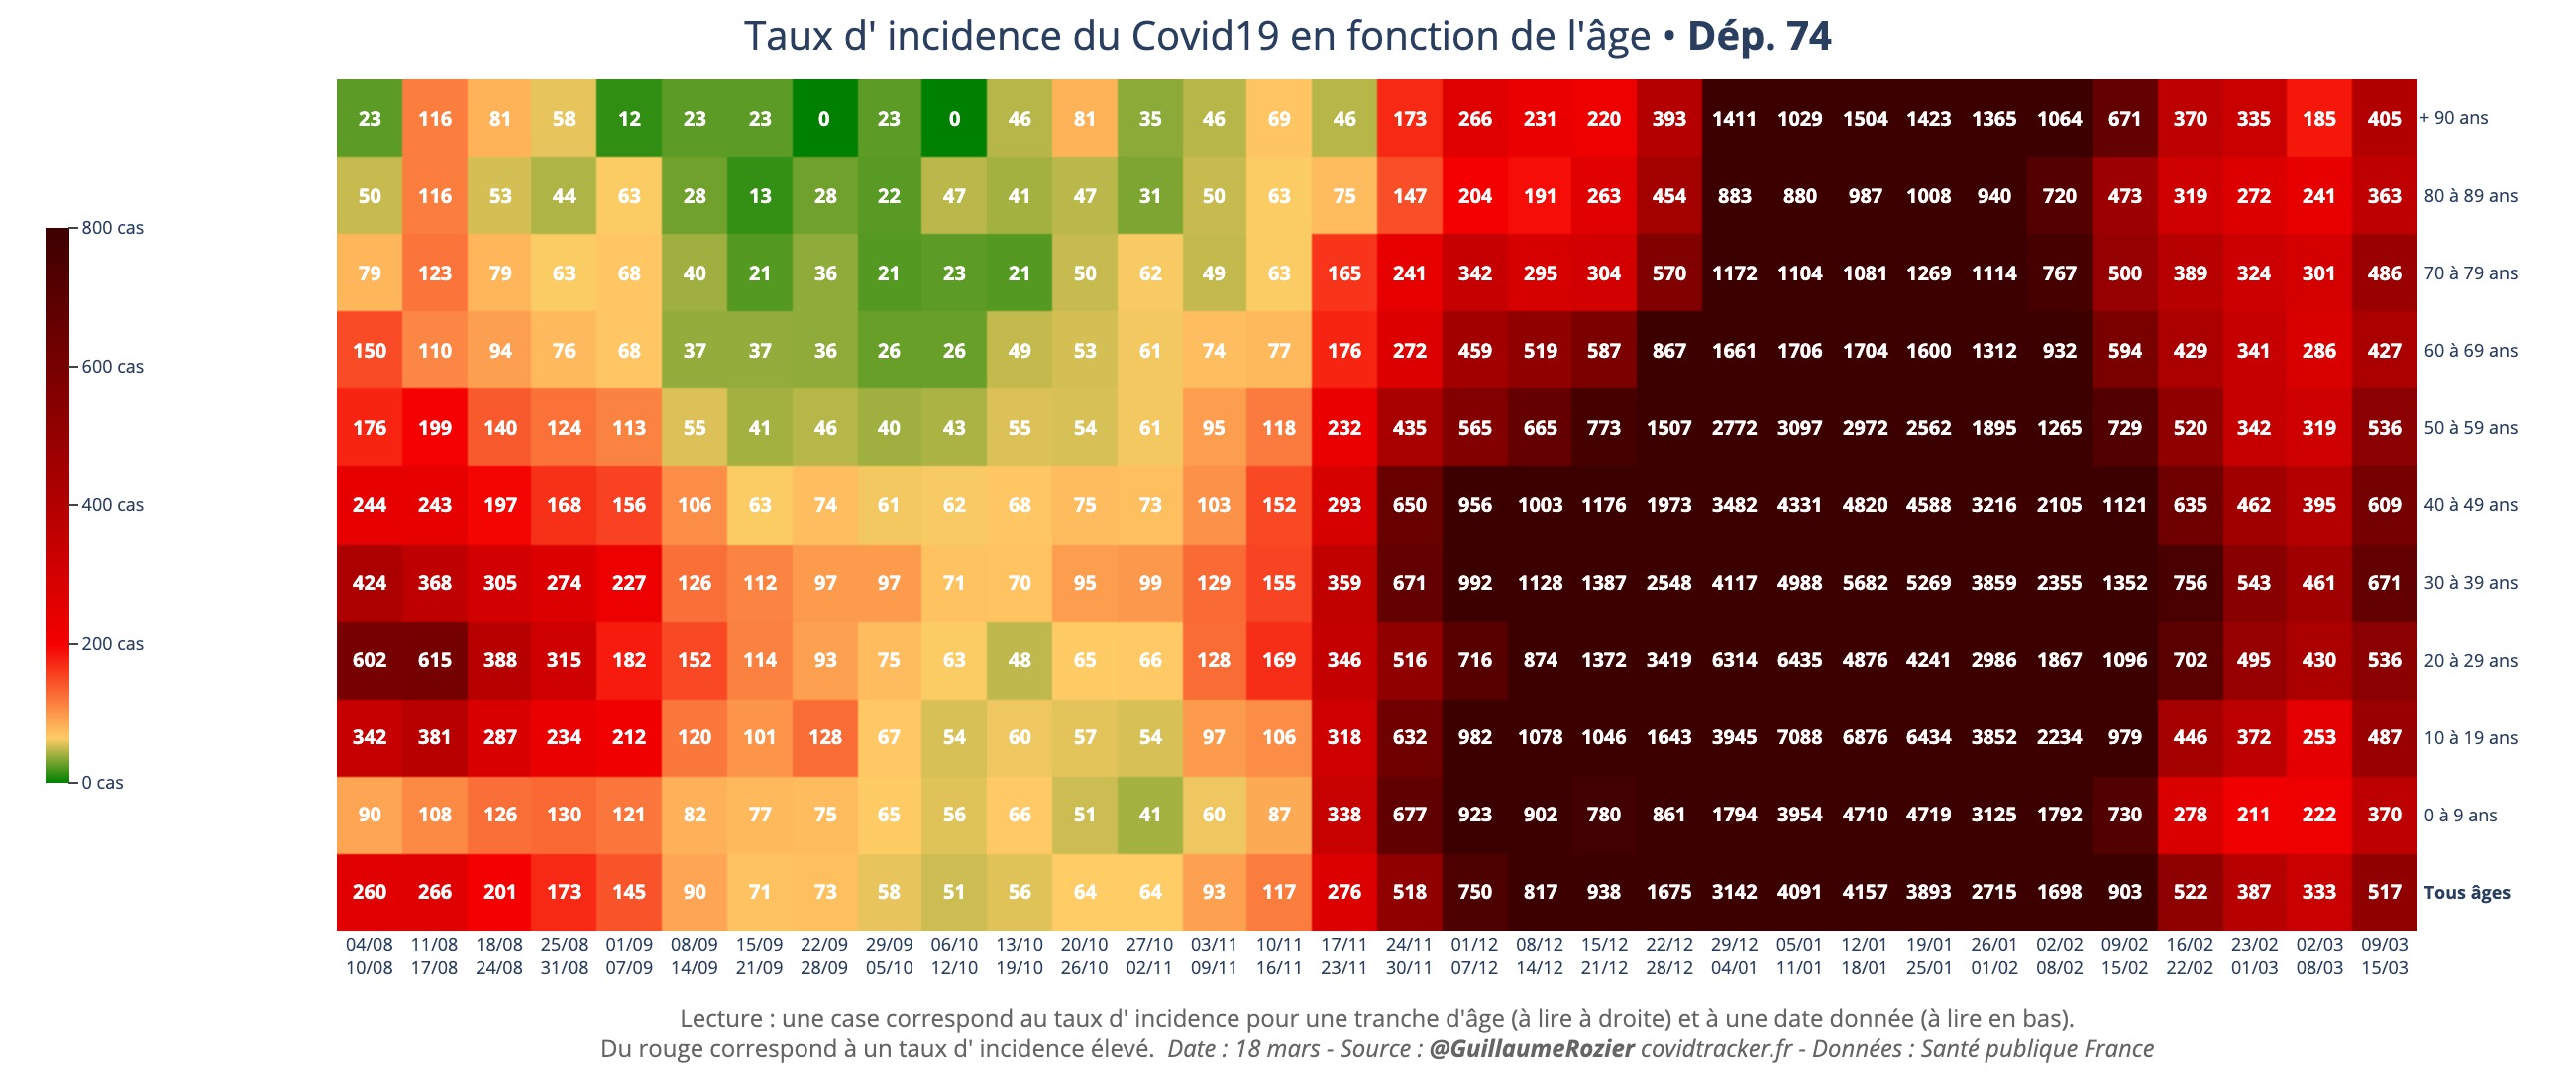 Taux d' incidence du Covid19 en fonction de l'âge • Dép. 74
23 116 81 58 12 23 23 0 23 0 46 81 35 46 69 46 173 266 231 220 393 1411 1029 1504 1423 1365 1064 671 370 335 185 405 + 90 ans
50 116 53 44 63 28 13 28 22 47 41 47 31 50 63 75 147 204 191 263 454 883 880 987 1008 940 720 473 319 272 241 363 80 à 89 ans
800 cas
79 123 79 63 68 40 21 36 21 23 21 50 62 49 63 165 241 342 295 304 570 1172 1104 1081 1269 1114 767 500 389 324 301 486 70 à 79 ans
150 110 94 76 68 37 37 36 26 26 49 53 61 74 77 176 272 459 519 587 867 1661 1706 1704 1600 1312 932 594 429 341 286 427 60 à 69 ans
600 cas
176 199 140 124 113 55 41 46 40 43 55 54 61 95 118 232 435 565 665 773 1507 2772 3097 2972 2562 1895 1265 729 520 342 319 536 50 à 59 ans
400 cas
244 243 197 168 156 106 63 74 61 62 68 75 73 103 152 293 650 956 1003 1176 1973 3482 4331 4820 4588 3216 2105 1121 635 462 395 609 40 à 49 ans
424 368 305 274 227 126 112 97 97 71 70 95 99 129 155 359 671 992 1128 1387 2548 4117 4988 5682 5269 3859 2355 1352 756 543 461 671 30 à 39 ans
200 cas
602 615 388 315 182 152 114 93 75 63 48 65 66 128 169 346 516 716 874 1372 3419 6314 6435 4876 4241 2986 1867 1096 702 495 430 536 20 à 29 ans
342 381 287 234 212 120 101 128 67 54 60 57 54 97 106 318 632 982 1078 1046 1643 3945 7088 6876 6434 3852 2234 979 446 372 253 487 10 à 19 ans
0 cas
90 108 126 130 121 82 77 75 65 56 66 51 41 60 87 338 677 923 902 780 861 1794 3954 4710 4719 3125 1792 730 278 211 222 370 0 à 9 ans
260 266 201 173 145 90 71 73 58 51 56 64 64 93 117 276 518 750 817 938 1675 3142 4091 4157 3893 2715 1698 903 522 387 333 517 Tous âges
04/08 11/08 18/08 25/08 01/09 08/09 15/09 22/09 29/09 06/10 13/10 20/10 27/10 03/11 10/11 17/11 24/11 01/12 08/12 15/12 22/12 29/12 05/01 12/01 19/01 26/01 02/02 09/02 16/02 23/02 02/03 09/03
10/08 17/08 24/08 31/08 07/09 14/09 21/09 28/09 05/10 12/10 19/10 26/10 02/11 09/11 16/11 23/11 30/11 07/12 14/12 21/12 28/12 04/01 11/01 18/01 25/01 01/02 08/02 15/02 22/02 01/03 08/03 15/03
Lecture : une case correspond au taux d' incidence pour une tranche d'âge (à lire à droite) et à une date donnée (à lire en bas).
Du rouge correspond à un taux d' incidence élevé. Date : 18 mars - Source : @GuillaumeRozier covidtracker.fr - Données : Santé publique France